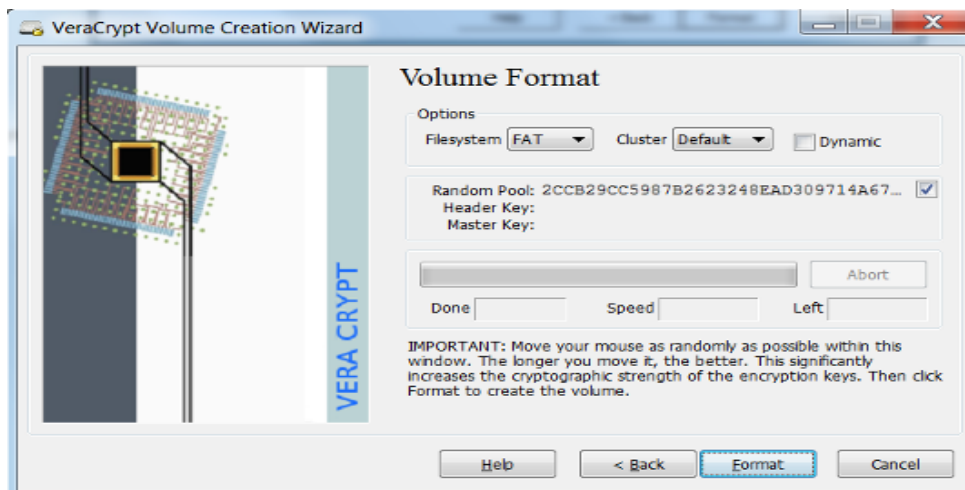 VeraCrypt Volume Creation Wizard
Volume Format
Options
Filesystem FAT Cluster Default Dynamic
Random Pool: 2CCB29CC5987B2623248EAD309714A67...
Header Key:
Master Key:
Abort
Done Speed Left
IMPORTANT: Move your mouse as randomly as possible within this
window. The longer you move it, the better. This significantly
increases the cryptographic strength of the encryption keys. Then click
Format to create the volume.
VERA CRYPT
Help < Back Format Cancel